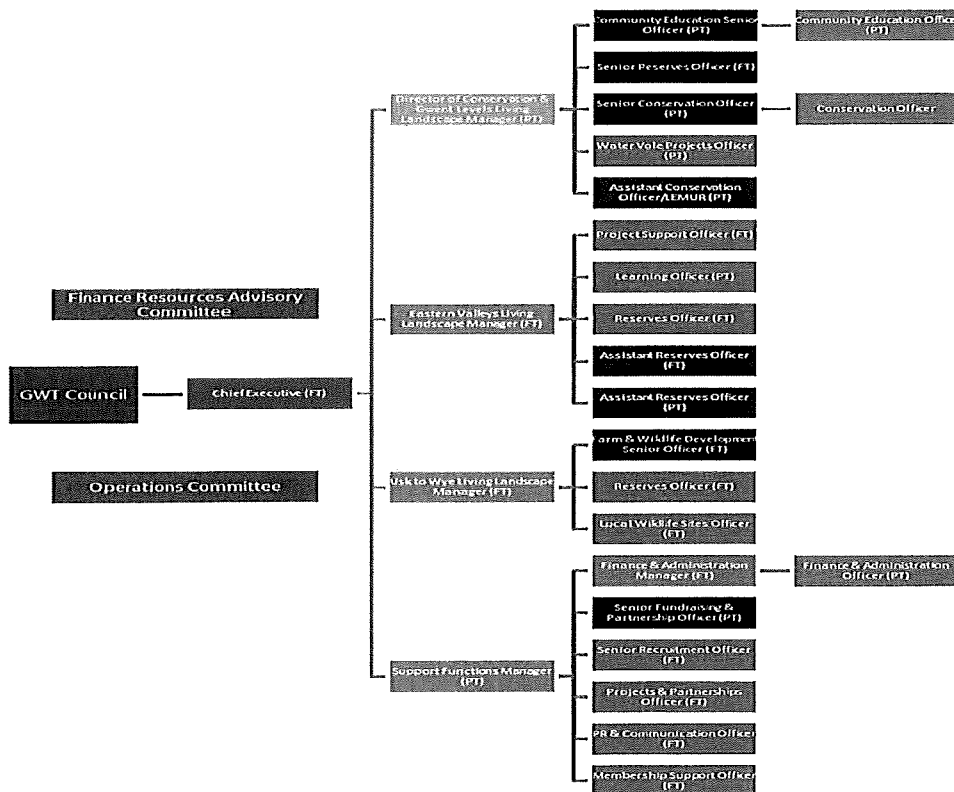 Community Education Senior
Officer (PT)
Community Education Office
(PT)
Senior Reserves Officer (FT)
Director of Conservation &
Gwent Levels Living
Landscape Manager (PT)
Senior Conservation Officer
(PT)
Conservation Officer
Water Vole Projects Officer
(PT)
Assistant Conservation
Officer/LEMUR (PT)
Project Support Officer (FT)
Learning Officer (PT)
Finance Resources Advisory
Committee
Eastern Valleys Living
Landscape Manager (FT)
Reserves Officer (FT)
Assistant Reserves Officer
(FT)
GWT Council
Chief Executive (FT)
Assistant Reserves Officer
(PT)
Farm & Wildlife Development
Senior Officer (FT)
Operations Committee
Usk to Wye Living Landscape
Manager (FT)
Reserves Officer (FT)
Local Wildlife Sites Officer
(FT)
Finance & Administration
Manager (FT)
Finance & Administration
Officer (PT)
Senior Fundraising &
Partnership Officer (PT)
Senior Recruitment Officer
(FT)
Support Functions Manager
(PT)
Projects & Partnerships
Officer (FT)
PR & Communication Officer
(FT)
Membership Support Officer
(FT)